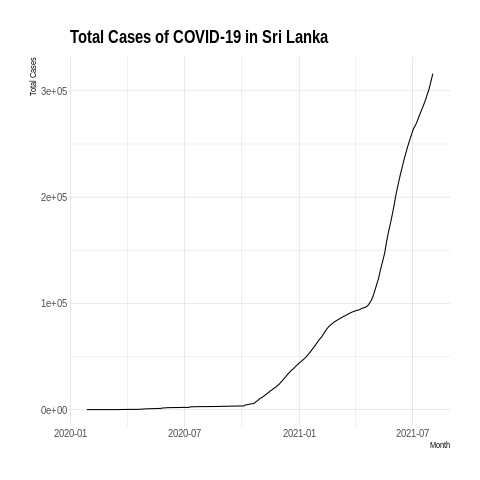 Total Cases of COVID-19 in Sri Lanka
Total Cases
3e+05
2e+05
1e+05
0e+00
2020-01 2020-07 2021-01 2021-07
Month